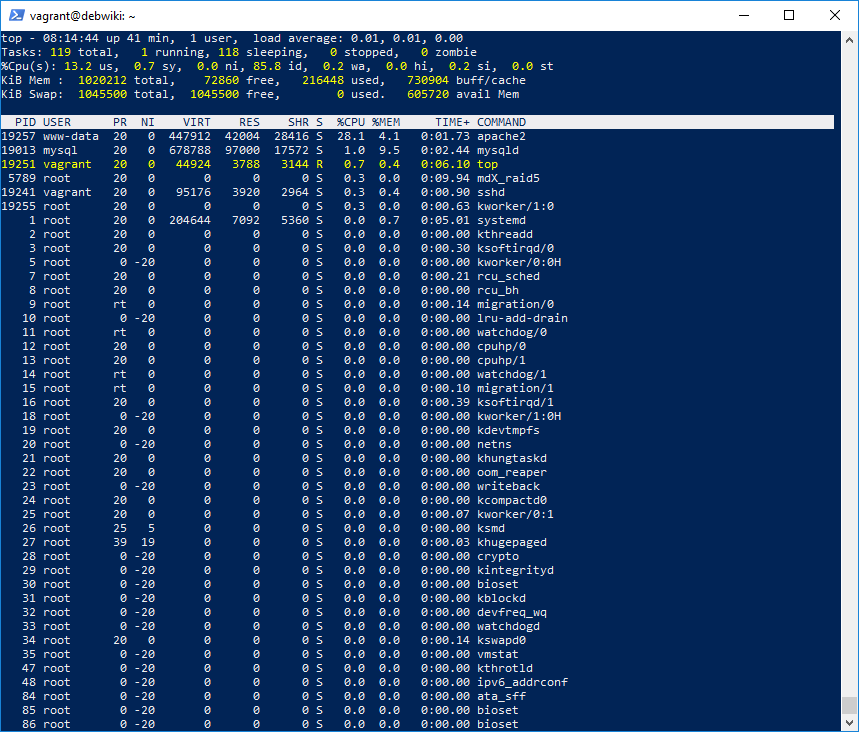 vagrant@debwiki: ~
top - 08:14:44 up 41 min,  1 user,  load average: 0.01, 0.01, 0.00
Tasks: 119 total,   1 running, 118 sleeping,   0 stopped,   0 zombie
%Cpu(s): 13.2 us,  0.7 sy,  0.0 ni, 85.8 id,  0.2 wa,  0.0 hi,  0.2 si,  0.0 st
KiB Mem :  1020212 total,    72860 free,   216448 used,   730904 buff/cache
KiB Swap:  1045500 total,  1045500 free,        0 used.   605720 avail Mem
PID USER      PR  NI    VIRT    RES    SHR S  %CPU %MEM     TIME+ COMMAND
19257 www-data  20   0  447912  42004  28416 S  28.1  4.1   0:01.73 apache2
19013 mysql     20   0  678788  97000  17572 S   1.0  9.5   0:02.44 mysqld
19251 vagrant   20   0   44924   3788   3144 R   0.7  0.4   0:06.10 top
5789 root      20   0       0      0      0 S   0.3  0.0   0:09.94 mdX_raid5
19241 vagrant   20   0   95176   3920   2964 S   0.3  0.4   0:00.90 sshd
19255 root      20   0       0      0      0 S   0.3  0.0   0:00.63 kworker/1:0
1 root      20   0  204644   7092   5360 S   0.0  0.7   0:05.01 systemd
2 root      20   0       0      0      0 S   0.0  0.0   0:00.00 kthreadd
3 root      20   0       0      0      0 S   0.0  0.0   0:00.30 ksoftirqd/0
5 root       0 -20       0      0      0 S   0.0  0.0   0:00.00 kworker/0:0H
7 root      20   0       0      0      0 S   0.0  0.0   0:00.21 rcu_sched
8 root      20   0       0      0      0 S   0.0  0.0   0:00.00 rcu_bh
9 root      rt   0       0      0      0 S   0.0  0.0   0:00.14 migration/0
10 root       0 -20       0      0      0 S   0.0  0.0   0:00.00 lru-add-drain
11 root      rt   0       0      0      0 S   0.0  0.0   0:00.00 watchdog/0
12 root      20   0       0      0      0 S   0.0  0.0   0:00.00 cpuhp/0
13 root      20   0       0      0      0 S   0.0  0.0   0:00.00 cpuhp/1
14 root      rt   0       0      0      0 S   0.0  0.0   0:00.00 watchdog/1
15 root      rt   0       0      0      0 S   0.0  0.0   0:00.10 migration/1
16 root      20   0       0      0      0 S   0.0  0.0   0:00.39 ksoftirqd/1
18 root       0 -20       0      0      0 S   0.0  0.0   0:00.00 kworker/1:0H
19 root      20   0       0      0      0 S   0.0  0.0   0:00.00 kdevtmpfs
20 root       0 -20       0      0      0 S   0.0  0.0   0:00.00 netns
21 root      20   0       0      0      0 S   0.0  0.0   0:00.00 khungtaskd
22 root      20   0       0      0      0 S   0.0  0.0   0:00.00 oom_reaper
23 root       0 -20       0      0      0 S   0.0  0.0   0:00.00 writeback
24 root      20   0       0      0      0 S   0.0  0.0   0:00.00 kcompactd0
25 root      20   0       0      0      0 S   0.0  0.0   0:00.07 kworker/0:1
26 root      25   5       0      0      0 S   0.0  0.0   0:00.00 ksmd
27 root      39  19       0      0      0 S   0.0  0.0   0:00.03 khugepaged
28 root       0 -20       0      0      0 S   0.0  0.0   0:00.00 crypto
29 root       0 -20       0      0      0 S   0.0  0.0   0:00.00 kintegrityd
30 root       0 -20       0      0      0 S   0.0  0.0   0:00.00 bioset
31 root       0 -20       0      0      0 S   0.0  0.0   0:00.00 kblockd
32 root       0 -20       0      0      0 S   0.0  0.0   0:00.00 devfreq_wq
33 root       0 -20       0      0      0 S   0.0  0.0   0:00.00 watchdogd
34 root      20   0       0      0      0 S   0.0  0.0   0:00.14 kswapd0
35 root       0 -20       0      0      0 S   0.0  0.0   0:00.00 vmstat
47 root       0 -20       0      0      0 S   0.0  0.0   0:00.00 kthrotld
48 root       0 -20       0      0      0 S   0.0  0.0   0:00.00 ipv6_addrconf
84 root       0 -20       0      0      0 S   0.0  0.0   0:00.00 ata_sff
85 root       0 -20       0      0      0 S   0.0  0.0   0:00.00 bioset
86 root       0 -20       0      0      0 S   0.0  0.0   0:00.00 bioset